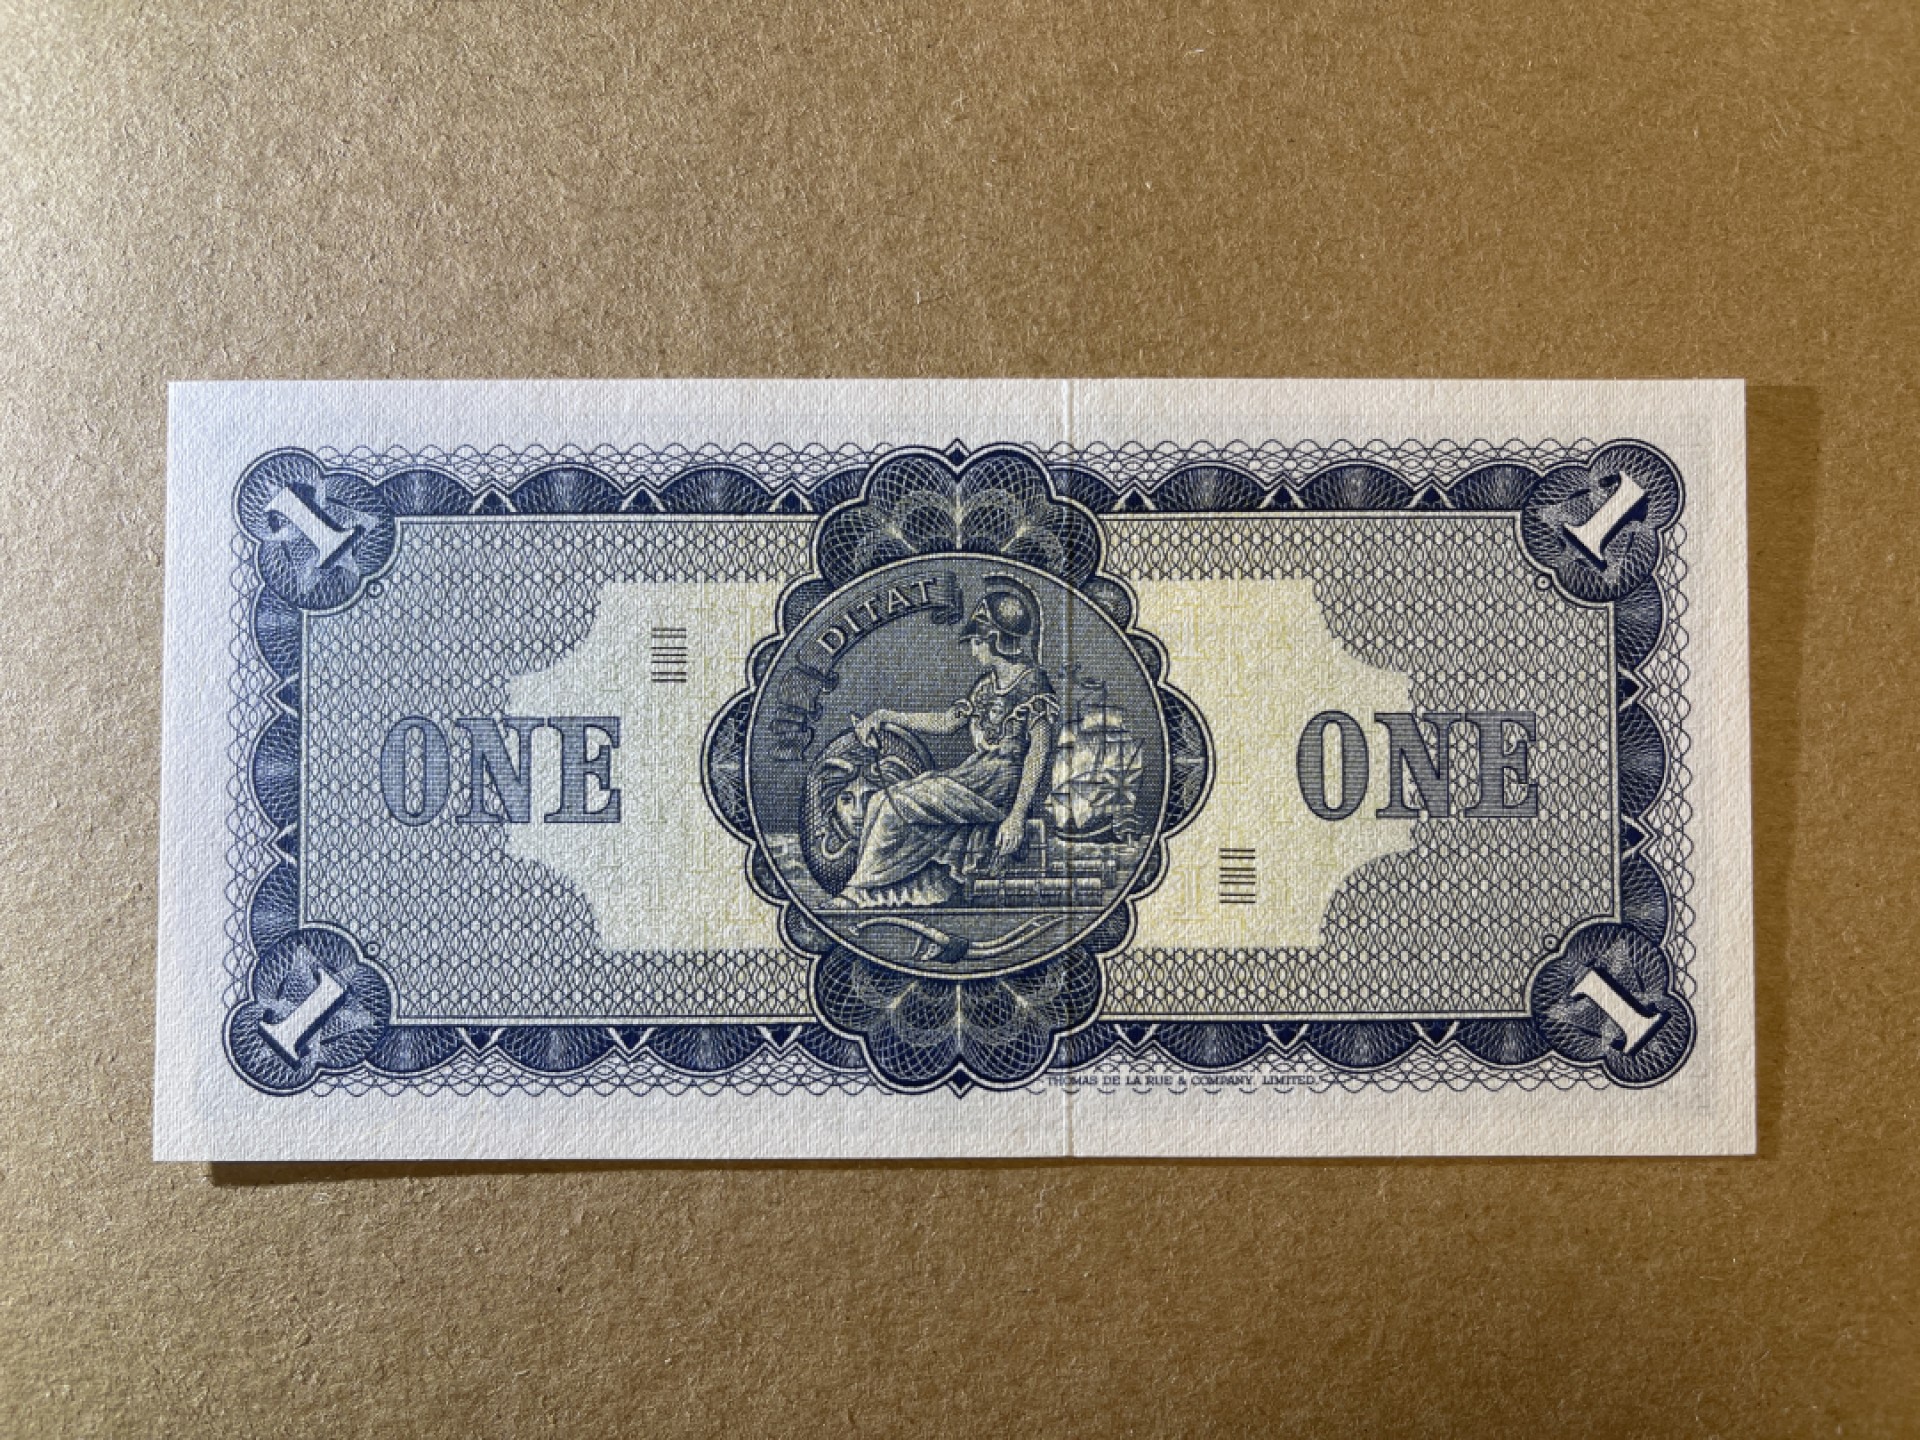 1 1
DITAT
ONE ONE
1 1
THOMAS DE LA RUE & COMPANY, LIMITED.